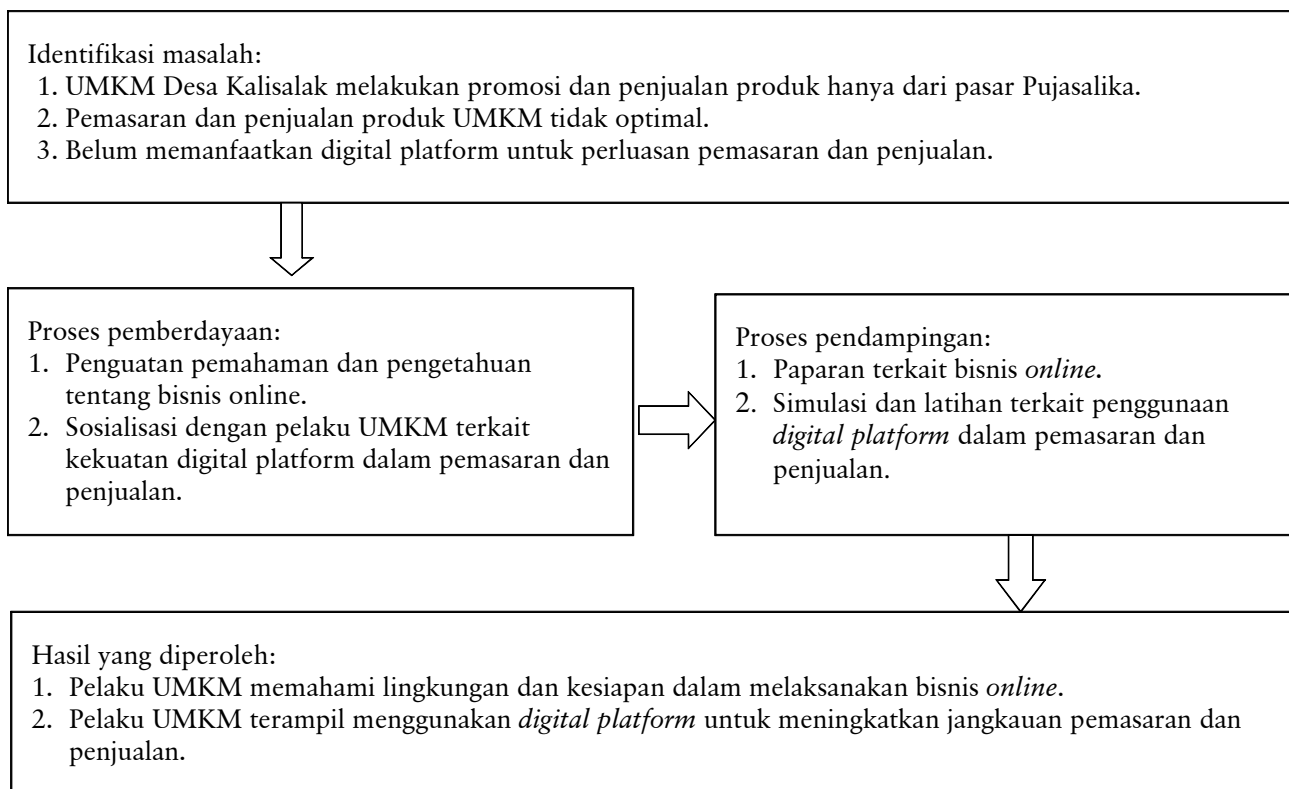 Identifikasi masalah:
1. UMKM Desa Kalisalak melakukan promosi dan penjualan produk hanya dari pasar Pujasalika.
2. Pemasaran dan penjualan produk UMKM tidak optimal.
3. Belum memanfaatkan digital platform untuk perluasan pemasaran dan penjualan.
Proses pemberdayaan:
1. Penguatan pemahaman dan pengetahuan
tentang bisnis online.
2. Sosialisasi dengan pelaku UMKM terkait
kekuatan digital platform dalam pemasaran dan
penjualan.
Proses pendampingan:
1. Paparan terkait bisnis online.
2. Simulasi dan latihan terkait penggunaan
digital platform dalam pemasaran dan
penjualan.
Hasil yang diperoleh:
1. Pelaku UMKM memahami lingkungan dan kesiapan dalam melaksanakan bisnis online.
2. Pelaku UMKM terampil menggunakan digital platform untuk meningkatkan jangkauan pemasaran dan
penjualan.